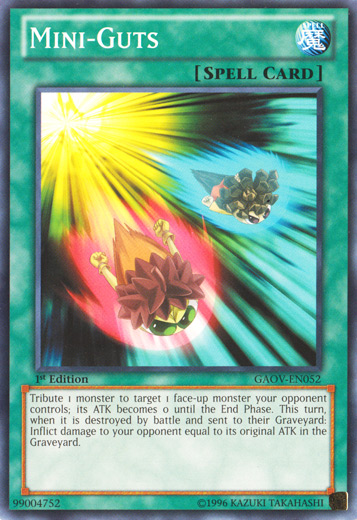 MINI-GUTS
魔
[SPELL CARD]
1st Edition
GAOV-EN052
Tribute 1 monster to target 1 face-up monster your opponent
controls; its ATK becomes 0 until the End Phase. This turn,
when it is destroyed by battle and sent to their Graveyard:
Inflict damage to your opponent equal to its original ATK in the
Graveyard.
99004752
©1996 KAZUKI TAKAHASHI